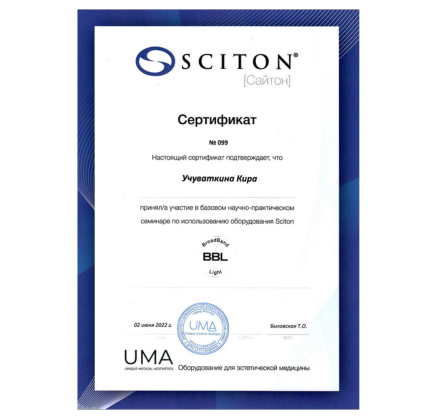 SCITON®
[Сайтон]
Сертификат
№ 099
Настоящий сертификат подтверждает, что
Учуваткина Кира
принял/а участие в базовом научно-практическом
семинаре по использованию оборудования Sciton
BroadBand
BBL
Light
02 июня 2022 г.
UMA
Быховская Т.О.
UMA
UNIQUE MEDICAL AESTHETICS
Оборудование для эстетической медицины